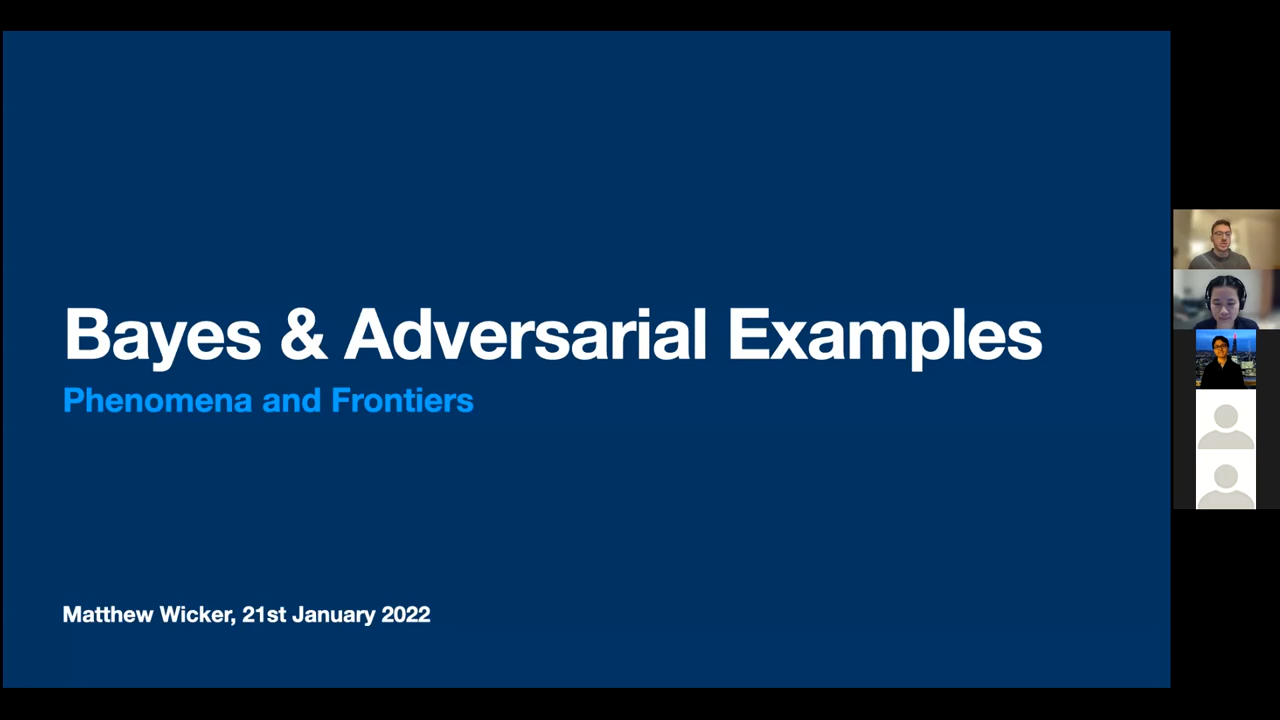 Bayes & Adversarial Examples
Phenomena and Frontiers
Matthew Wicker, 21st January 2022